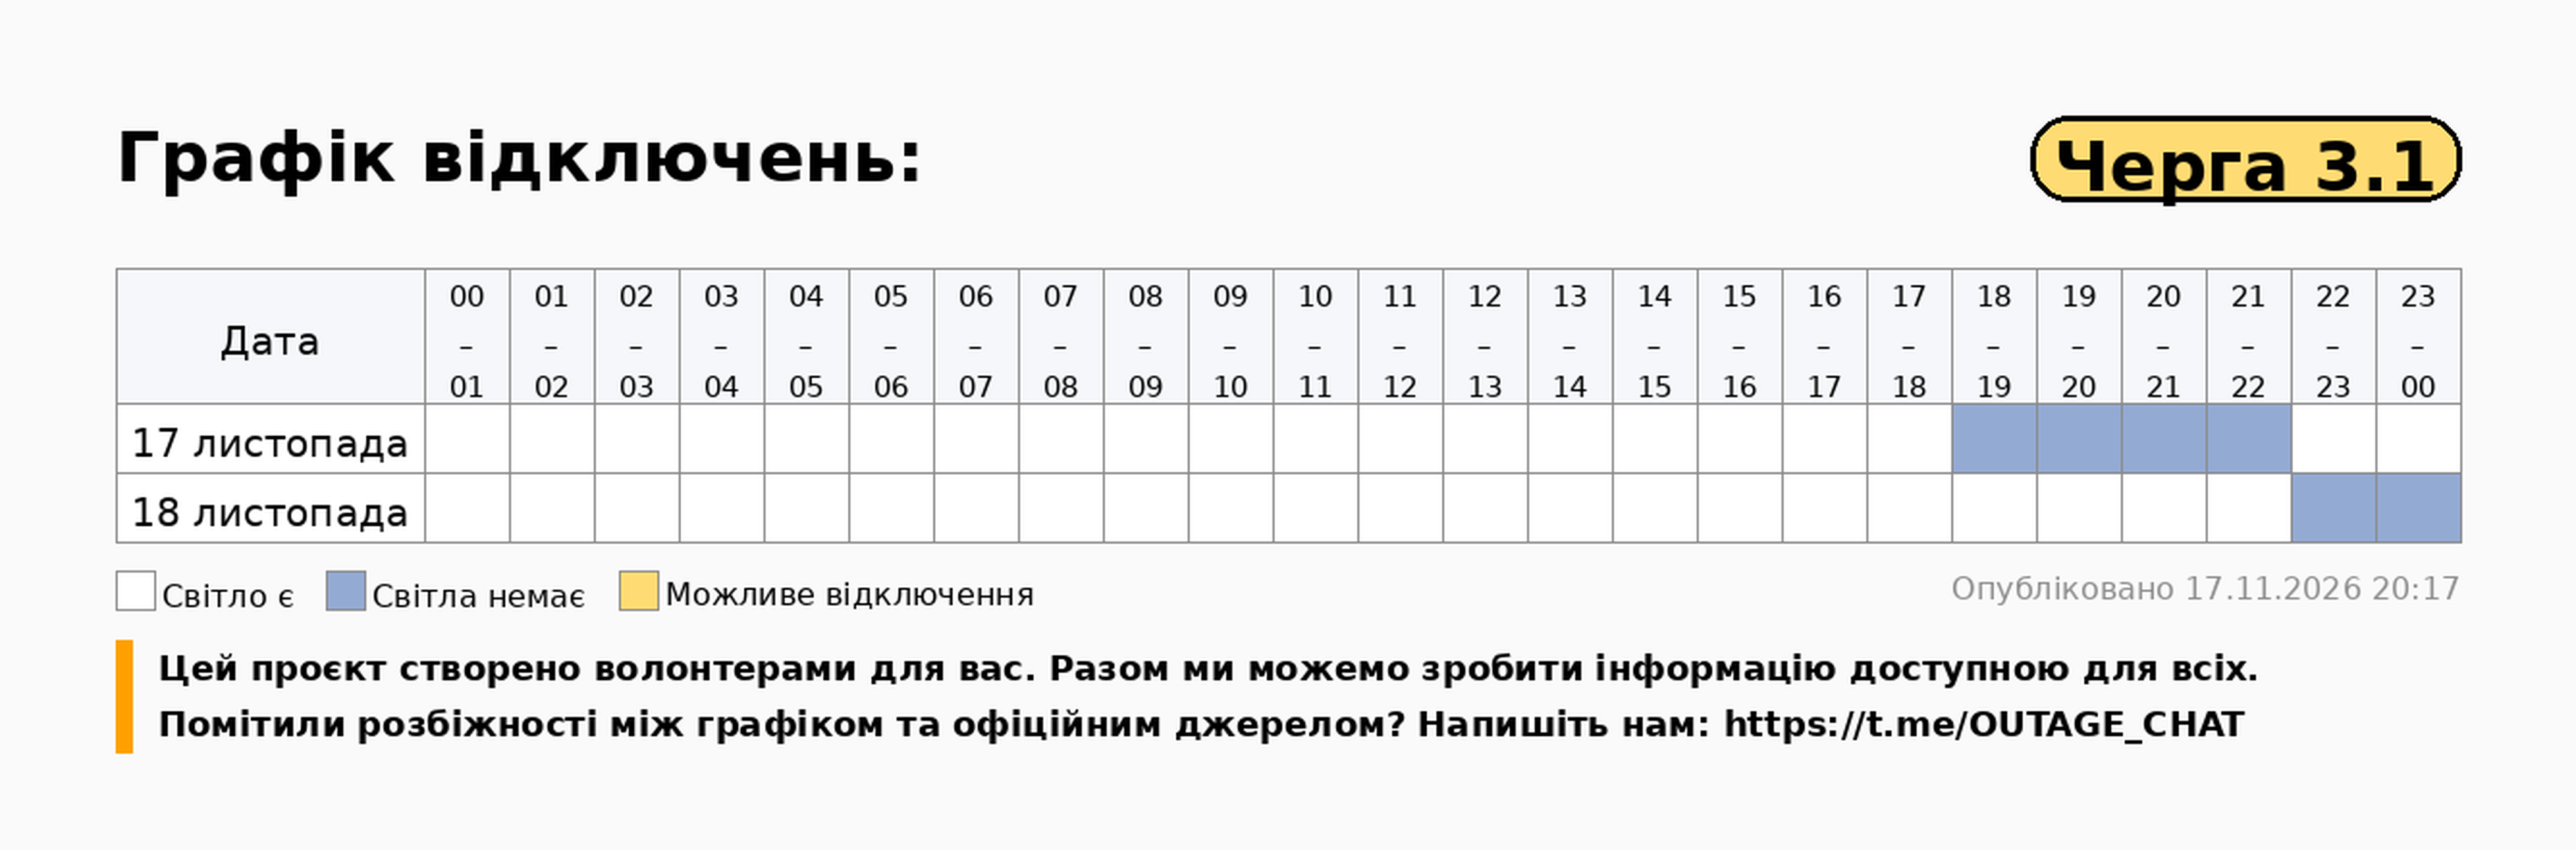 Графік відключень:
Черга 3.1
Дата 00 – 01 01 – 02 02 – 03 03 – 04 04 – 05 05 – 06 06 – 07 07 – 08 08 – 09 09 – 10 10 – 11 11 – 12 12 – 13 13 – 14 14 – 15 15 – 16 16 – 17 17 – 18 18 – 19 19 – 20 20 – 21 21 – 22 22 – 23 23 – 00
17 листопада
18 листопада
Світло є Світла немає Можливе відключення
Опубліковано 17.11.2026 20:17
Цей проєкт створено волонтерами для вас. Разом ми можемо зробити інформацію доступною для всіх.
Помітили розбіжності між графіком та офіційним джерелом? Напишіть нам: https://t.me/OUTAGE_CHAT